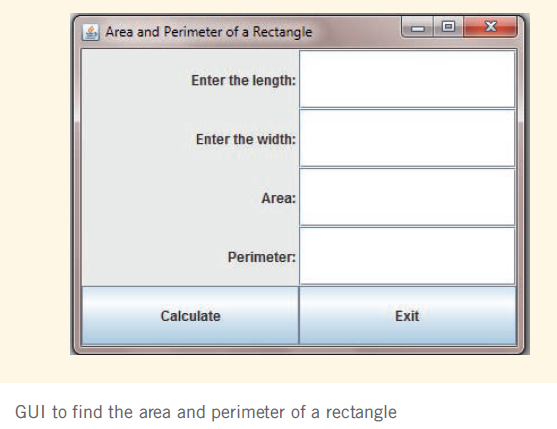 Area and Perimeter of a Rectangle
Enter the length:
Enter the width:
Area:
Perimeter:
Calculate Exit
GUI to find the area and perimeter of a rectangle